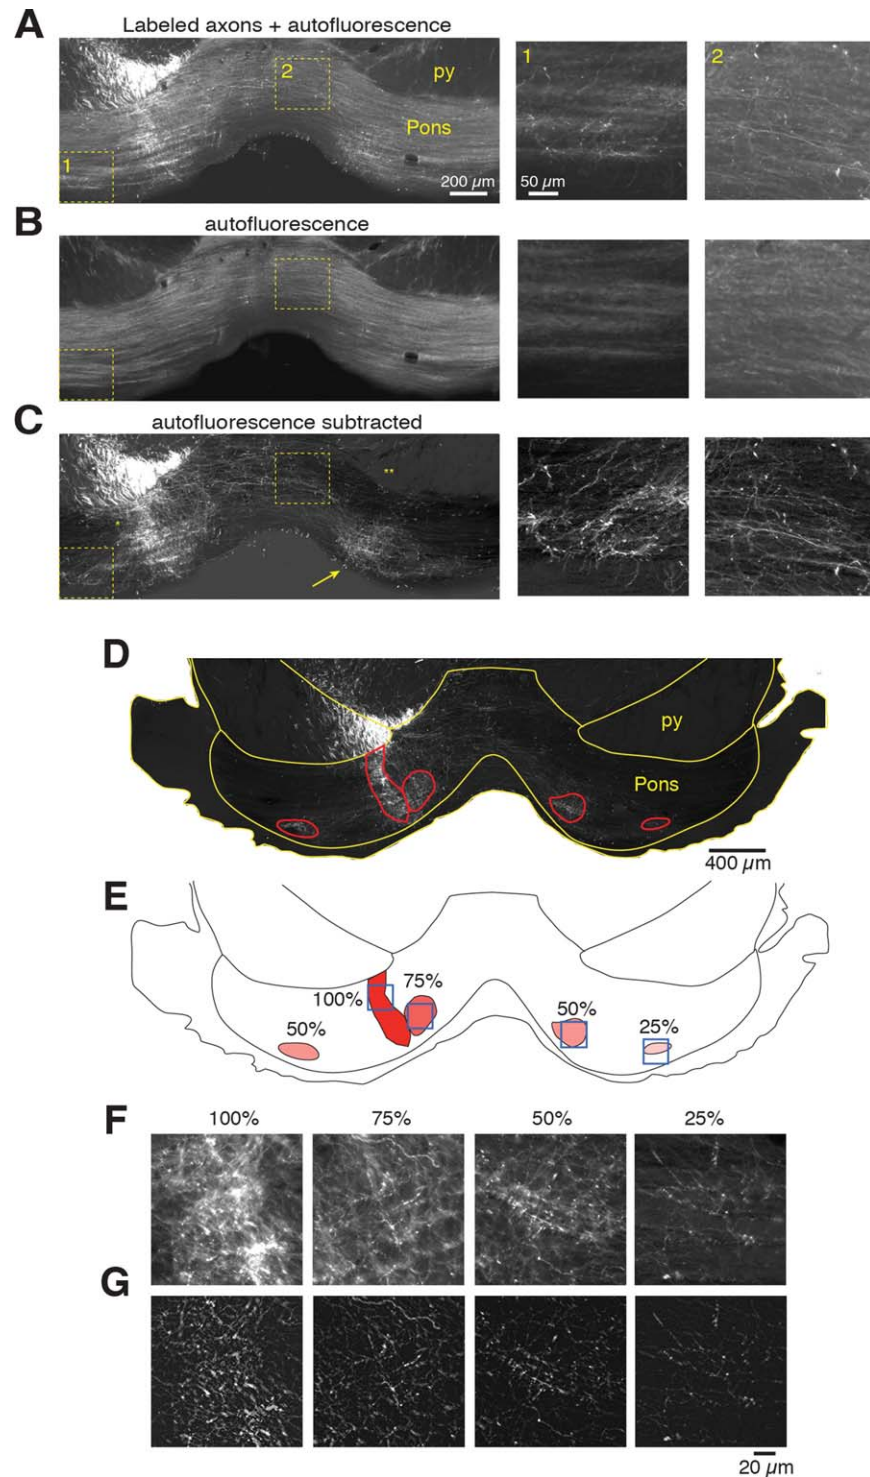 A
Labeled axons + autofluorescence
2
py
Pons
1
200 µm
1
50 µm
2
B
autofluorescence
C
autofluorescence subtracted
*
**
D
py
Pons
400 µm
E
100%
75%
50%
50%
25%
F
100%
75%
50%
25%
G
20 µm